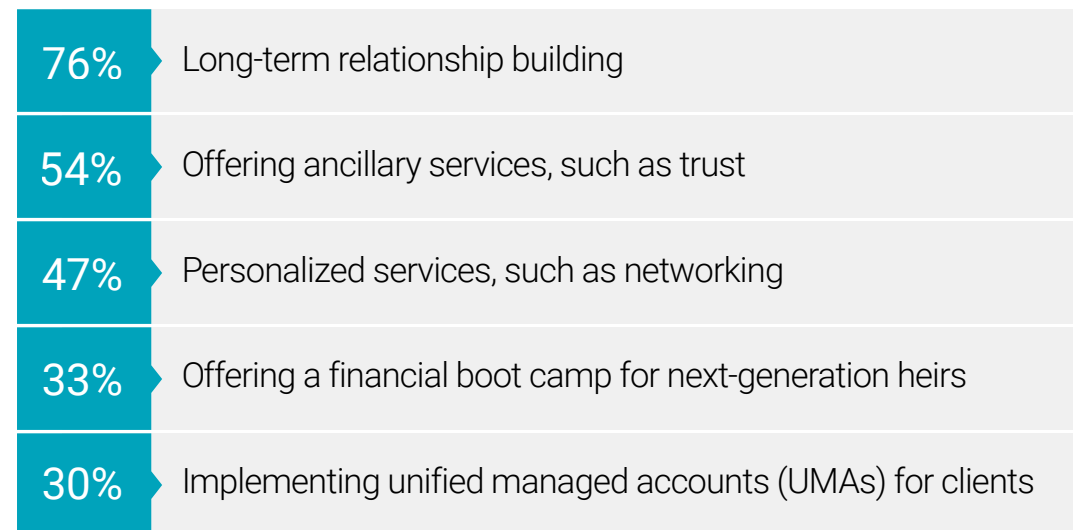 76% Long-term relationship building
54% Offering ancillary services, such as trust
47% Personalized services, such as networking
33% Offering a financial boot camp for next-generation heirs
30% Implementing unified managed accounts (UMAs) for clients